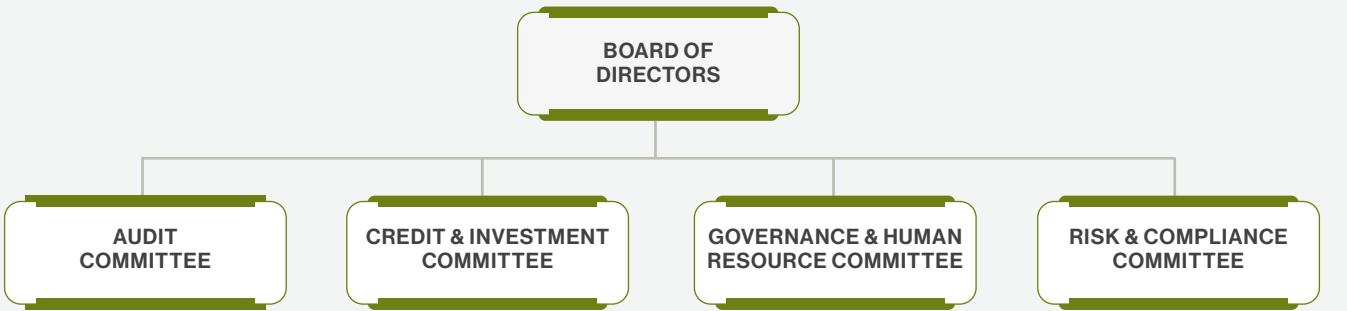 BOARD OF
DIRECTORS
AUDIT
COMMITTEE
CREDIT & INVESTMENT
COMMITTEE
GOVERNANCE & HUMAN
RESOURCE COMMITTEE
RISK & COMPLIANCE
COMMITTEE